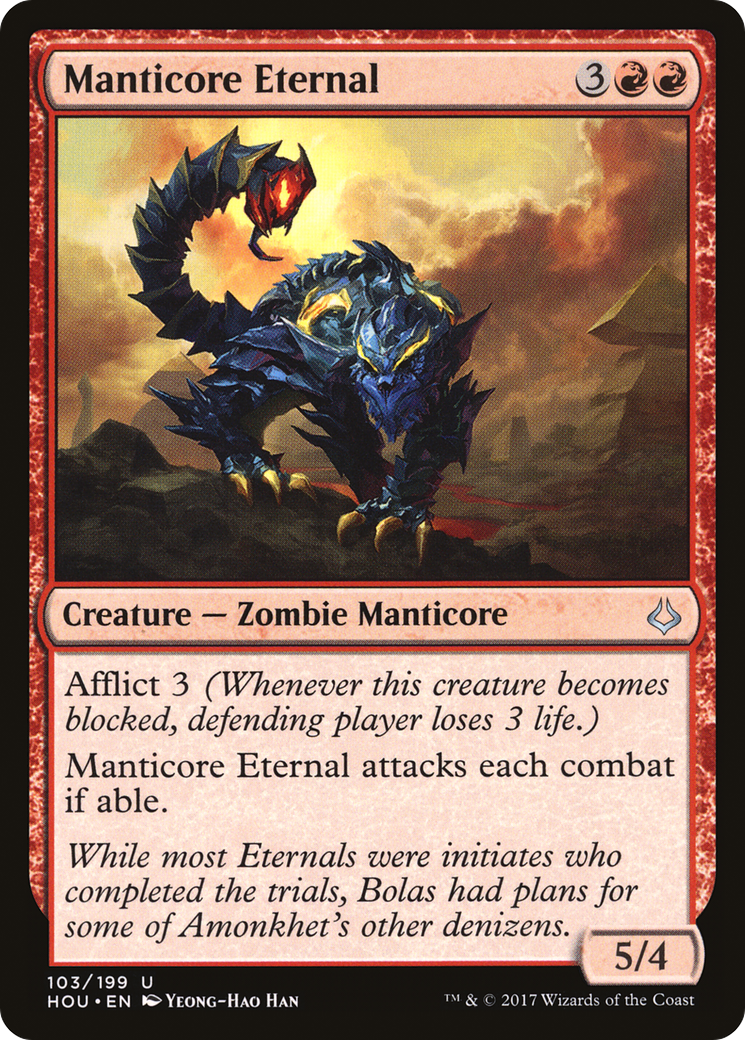 Manticore Eternal 3
Creature — Zombie Manticore
Afflict 3 (Whenever this creature becomes
blocked, defending player loses 3 life.)
Manticore Eternal attacks each combat
if able.
While most Eternals were initiates who
completed the trials, Bolas had plans for
some of Amonkhet's other denizens.
5/4
103/199 U
HOU • EN Yeong-Hao Han ™ & © 2017 Wizards of the Coast